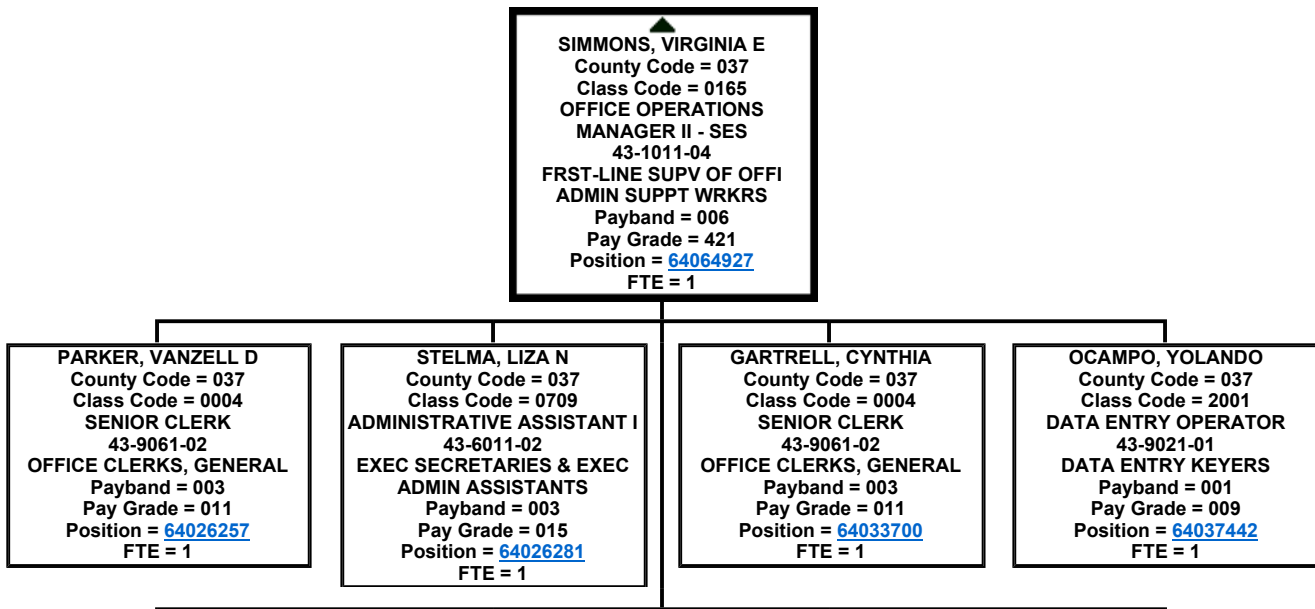 SIMMONS, VIRGINIA E
County Code = 037
Class Code = 0165
OFFICE OPERATIONS
MANAGER II - SES
43-1011-04
FRST-LINE SUPV OF OFFI
ADMIN SUPPT WRKRS
Payband = 006
Pay Grade = 421
Position = 64064927
FTE = 1
PARKER, VANZELL D
County Code = 037
Class Code = 0004
SENIOR CLERK
43-9061-02
OFFICE CLERKS, GENERAL
Payband = 003
Pay Grade = 011
Position = 64026257
FTE = 1
STELMA, LIZA N
County Code = 037
Class Code = 0709
ADMINISTRATIVE ASSISTANT I
43-6011-02
EXEC SECRETARIES & EXEC
ADMIN ASSISTANTS
Payband = 003
Pay Grade = 015
Position = 64026281
FTE = 1
GARTRELL, CYNTHIA
County Code = 037
Class Code = 0004
SENIOR CLERK
43-9061-02
OFFICE CLERKS, GENERAL
Payband = 003
Pay Grade = 011
Position = 64033700
FTE = 1
OCAMPO, YOLANDO
County Code = 037
Class Code = 2001
DATA ENTRY OPERATOR
43-9021-01
DATA ENTRY KEYERS
Payband = 001
Pay Grade = 009
Position = 64037442
FTE = 1